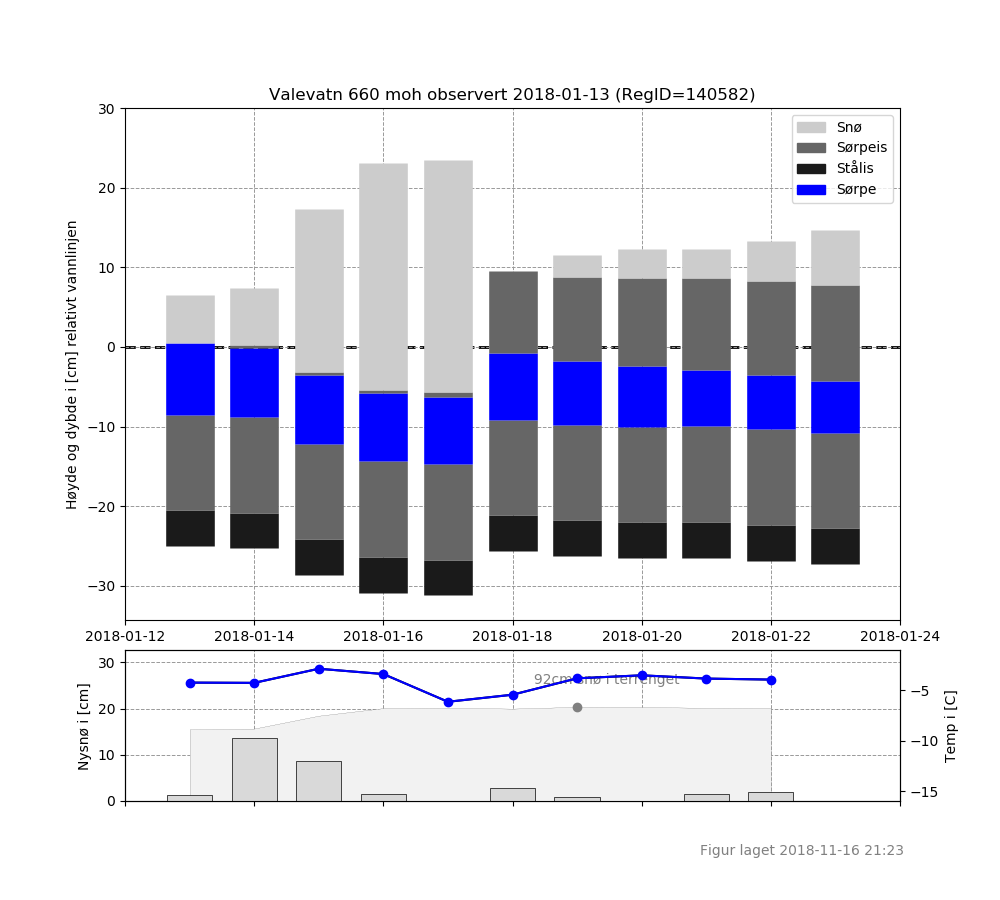 Valevatn 660 moh observert 2018-01-13 (RegID=140582)
Høyde og dybde i [cm] relativt vannlinjen
30
20
10
0
−10
−20
−30
Snø
Sørpeis
Stålis
Sørpe
2018-01-12 2018-01-14 2018-01-16 2018-01-18 2018-01-20 2018-01-22 2018-01-24
Nysnø i [cm]
30
20
10
0
92cm snø i terrenget
−5
−10
−15
Temp i [C]
Figur laget 2018-11-16 21:23